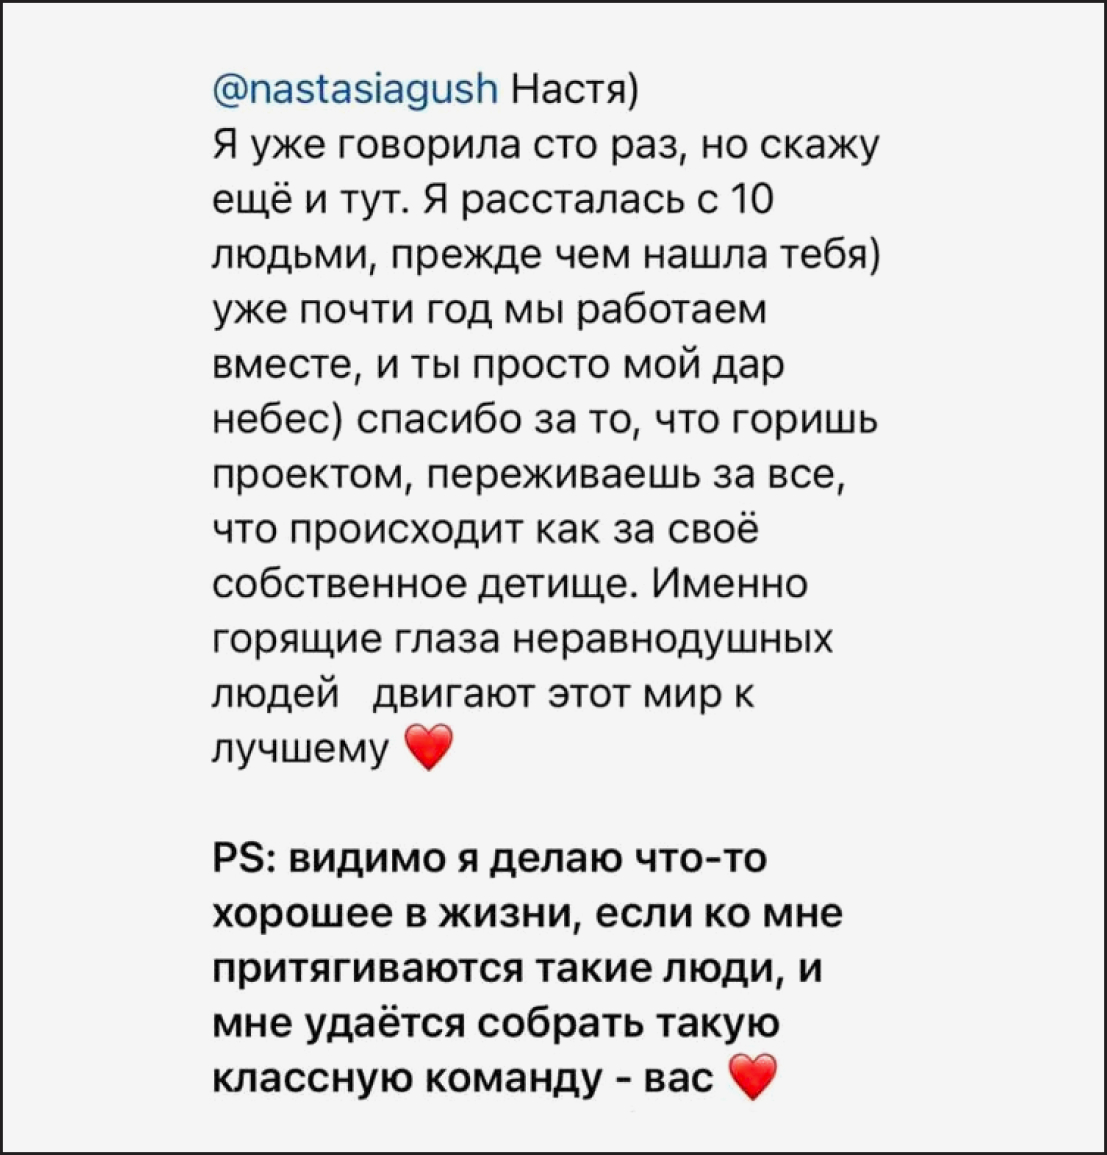 @nastasiagush Настя)
Я уже говорила сто раз, но скажу
ещё и тут. Я рассталась с 10
людьми, прежде чем нашла тебя)
уже почти год мы работаем
вместе, и ты просто мой дар
небес) спасибо за то, что горишь
проектом, переживаешь за все,
что происходит как за своё
собственное детище. Именно
горящие глаза неравнодушных
людей   двигают этот мир к
лучшему ❤️
PS: видимо я делаю что-то
хорошее в жизни, если ко мне
притягиваются такие люди, и
мне удаётся собрать такую
классную команду - вас ❤️